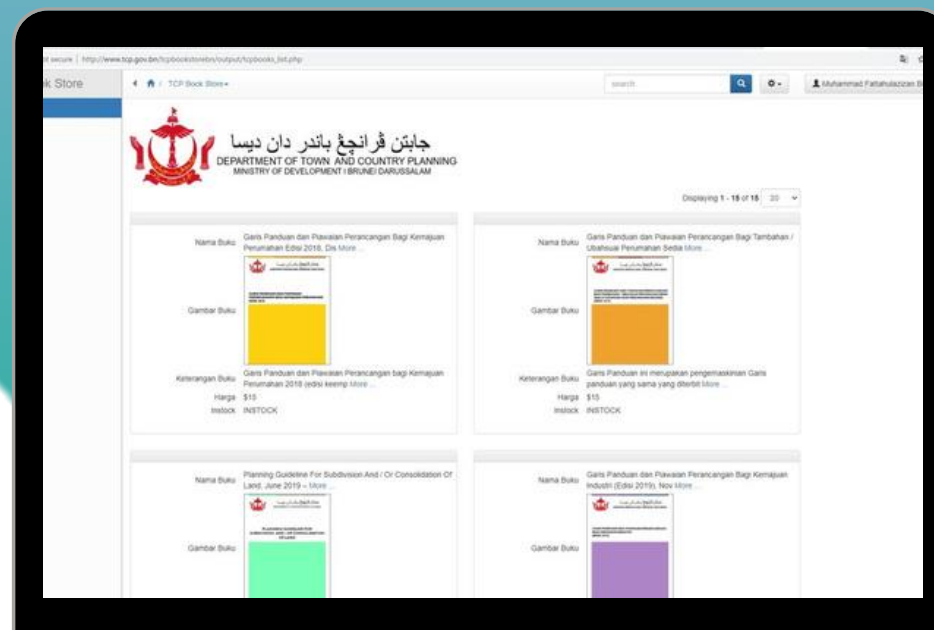 ot secure | http://www.tcp.gov.bn/tcpbookstorebn/output/tcpbooks_list.php
ok Store
TCP Book Store
search
Muhammad Fattahulazizan B
جابتن ڤرانچڠ باندر دان ديسا
DEPARTMENT OF TOWN AND COUNTRY PLANNING
MINISTRY OF DEVELOPMENT I BRUNEI DARUSSALAM
Displaying 1 - 15 of 15 20
Nama Buku
Garis Panduan dan Piawaian Perancangan Bagi Kemajuan
Perumahan Edisi 2018, Dis More ...
Gambar Buku
Keterangan Buku
Garis Panduan dan Piawaian Perancangan bagi Kemajuan
Perumahan 2018 (edisi keemp More ...
Harga $15
Instock INSTOCK
Nama Buku
Garis Panduan dan Piawaian Perancangan Bagi Tambahan /
Ubahsuai Perumahan Sedia More ...
Gambar Buku
Keterangan Buku
Garis Panduan ini merupakan pengemaskinian Garis
panduan yang sama yang diterbit More ...
Harga $15
Instock INSTOCK
Nama Buku
Planning Guideline For Subdivision And / Or Consolidation Of
Land, June 2019 – More ...
Gambar Buku
Nama Buku
Garis Panduan dan Piawaian Perancangan Bagi Kemajuan
Industri (Edisi 2019), Nov More ...
Gambar Buku